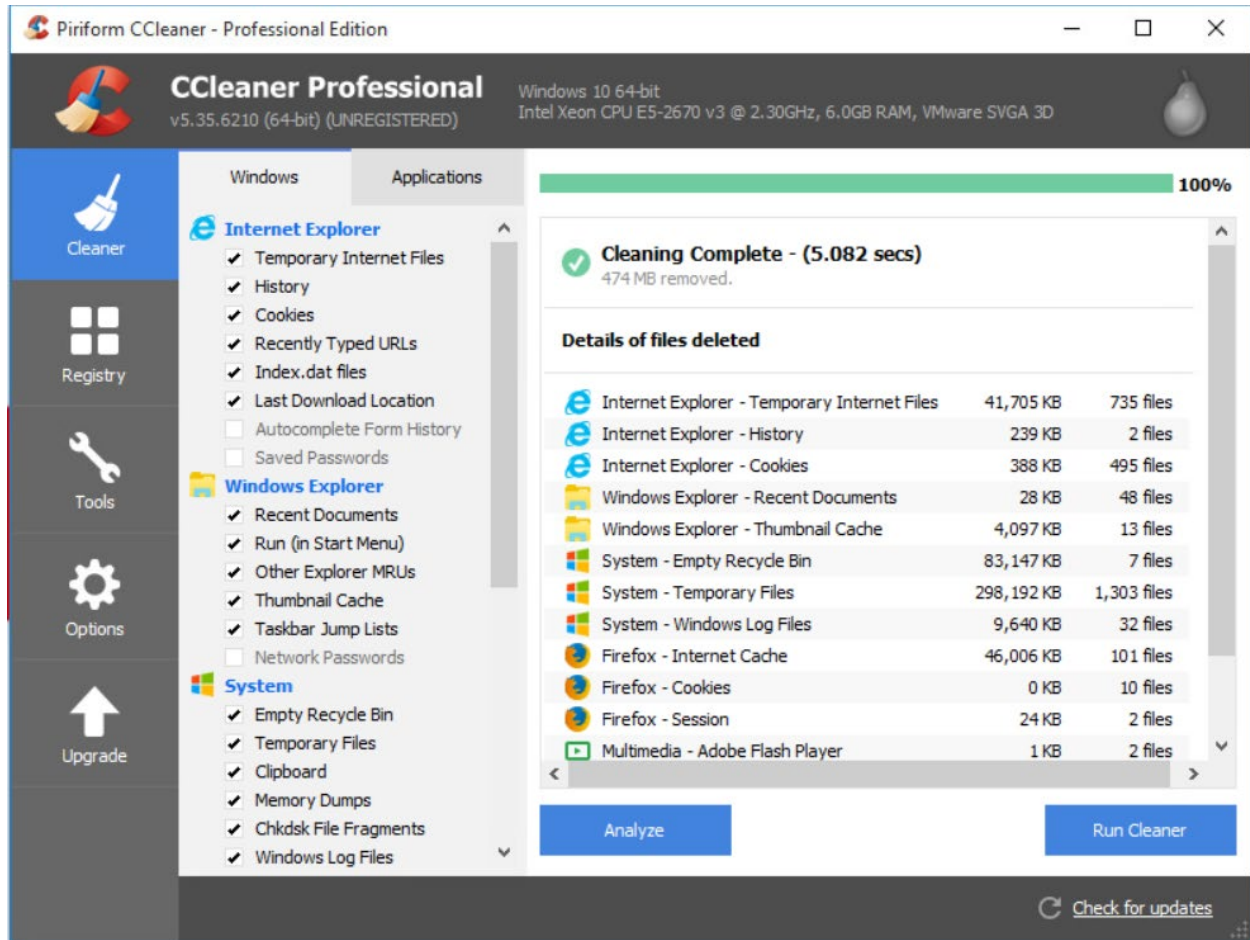 Piriform CCleaner - Professional Edition
CCleaner Professional
v5.35.6210 (64-bit) (UNREGISTERED)
Windows 10 64-bit
Intel Xeon CPU E5-2670 v3 @ 2.30GHz, 6.0GB RAM, VMware SVGA 3D
Cleaner
Registry
Tools
Options
Upgrade
Windows Applications
Internet Explorer
Temporary Internet Files
History
Cookies
Recently Typed URLs
Index.dat files
Last Download Location
Autocomplete Form History
Saved Passwords
Windows Explorer
Recent Documents
Run (in Start Menu)
Other Explorer MRUs
Thumbnail Cache
Taskbar Jump Lists
Network Passwords
System
Empty Recycle Bin
Temporary Files
Clipboard
Memory Dumps
Chkdsk File Fragments
Windows Log Files
100%
Cleaning Complete - (5.082 secs)
474 MB removed.
Details of files deleted
Internet Explorer - Temporary Internet Files 41,705 KB 735 files
Internet Explorer - History 239 KB 2 files
Internet Explorer - Cookies 388 KB 495 files
Windows Explorer - Recent Documents 28 KB 48 files
Windows Explorer - Thumbnail Cache 4,097 KB 13 files
System - Empty Recycle Bin 83,147 KB 7 files
System - Temporary Files 298,192 KB 1,303 files
System - Windows Log Files 9,640 KB 32 files
Firefox - Internet Cache 46,006 KB 101 files
Firefox - Cookies 0 KB 10 files
Firefox - Session 24 KB 2 files
Multimedia - Adobe Flash Player 1 KB 2 files
Analyze
Run Cleaner
Check for updates